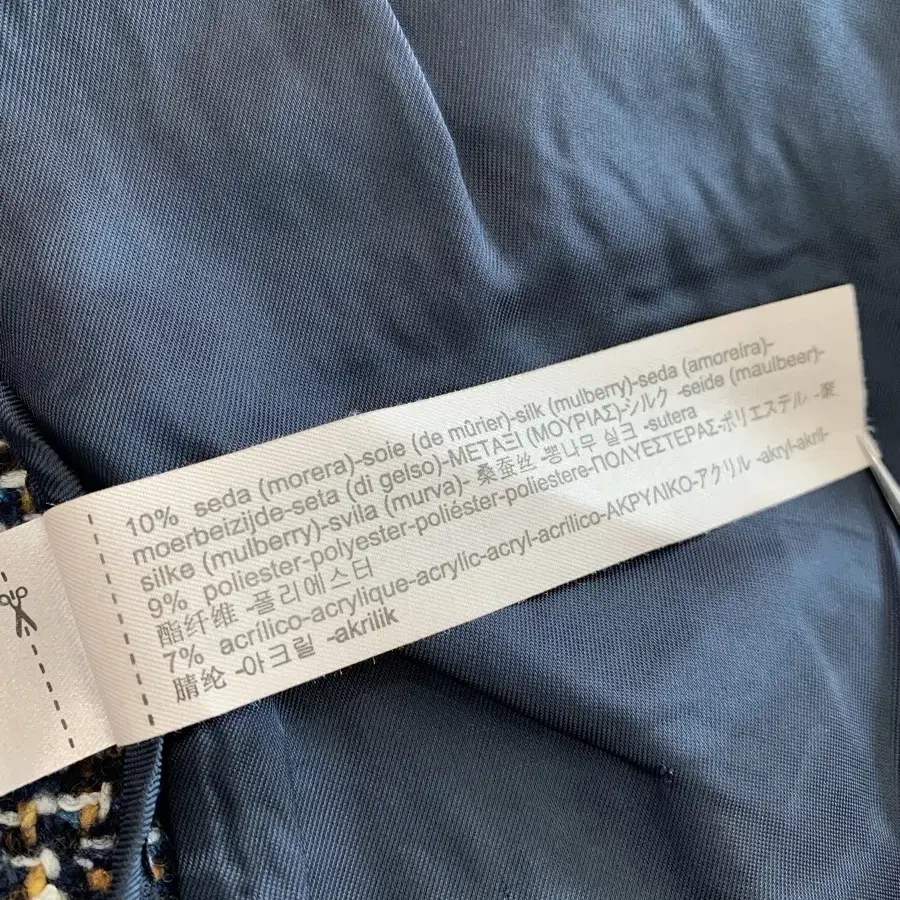 10% seda (morera)-soie (de mûrier)-silk (mulberry)-seda (amoreira)-
moerbeizijde-seta (di gelso)-ΜΕΤΑΞΙ (ΜΟΥΡΙΑΣ)-シルク -seide (maulbeer)-
silke (mulberry)-svila (murva)- 桑蚕丝 뽕나무 실크 -sutera
9% poliester-polyester-poliéster-poliestere-ΠΟΛΥΕΣΤΕΡΑΣ-ポリエステル -聚
酯纤维 -폴리에스터
7% acrílico-acrylique-acrylic-acryl-acrilico-ΑΚΡΥΛΙΚΟ-アクリル -akryl-akril-
腈纶 -아크릴 -akrilik